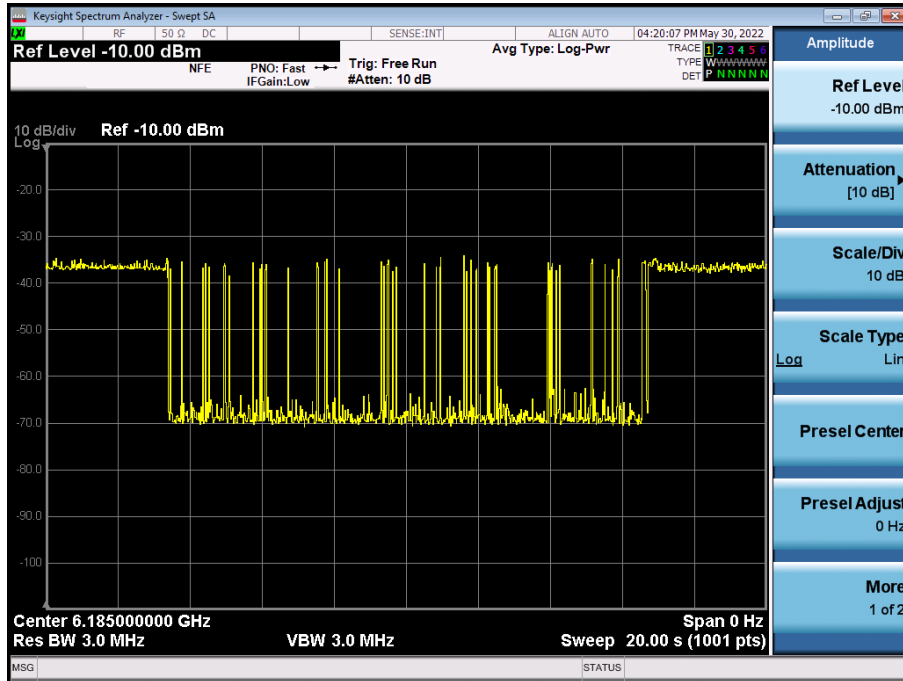 Keysight Spectrum Analyzer - Swept SA
LXI RF 50 Ω DC SENSE:INT ALIGN AUTO 04:20:07 PM May 30, 2022
Ref Level -10.00 dBm Avg Type: Log-Pwr TRACE 1 2 3 4 5 6
NFE PNO: Fast Trig: Free Run TYPE W W W W W W
IFGain:Low #Atten: 10 dB DET P N N N N N
10 dB/div Ref -10.00 dBm
Log
-20.0
-30.0
-40.0
-50.0
-60.0
-70.0
-80.0
-90.0
-100
Center 6.185000000 GHz Span 0 Hz
Res BW 3.0 MHz VBW 3.0 MHz Sweep 20.00 s (1001 pts)
MSG STATUS
Amplitude
Ref Level
-10.00 dBm
Attenuation
[10 dB]
Scale/Div
10 dB
Scale Type
Log Lin
Presel Center
Presel Adjust
0 Hz
More
1 of 2